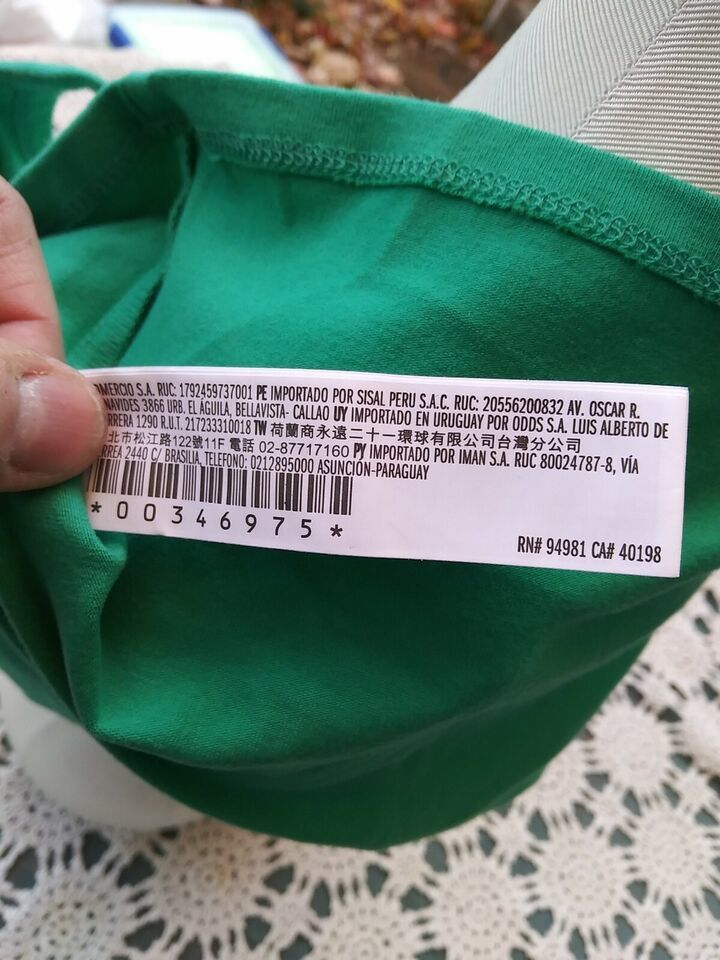 OMERCIO S.A. RUC: 1792459737001 PE IMPORTADO POR SISAL PERU S.A.C. RUC: 20556200832 AV. OSCAR R.
NAVIDES 3866 URB. EL ÁGUILA, BELLAVISTA- CALLAO UY IMPORTADO EN URUGUAY POR ODDS S.A. LUIS ALBERTO DE
RRERA 1290 R.U.T. 217233310018 TW 荷蘭商永遠二十一環球有限公司台灣分公司
北市松江路122號11F 電話 02-87717160 PY IMPORTADO POR IMAN S.A. RUC 80024787-8, VÍA
RREA 2440 C/ BRASILIA, TELEFONO: 0212895000 ASUNCIÓN-PARAGUAY
*00346975*
RN# 94981 CA# 40198